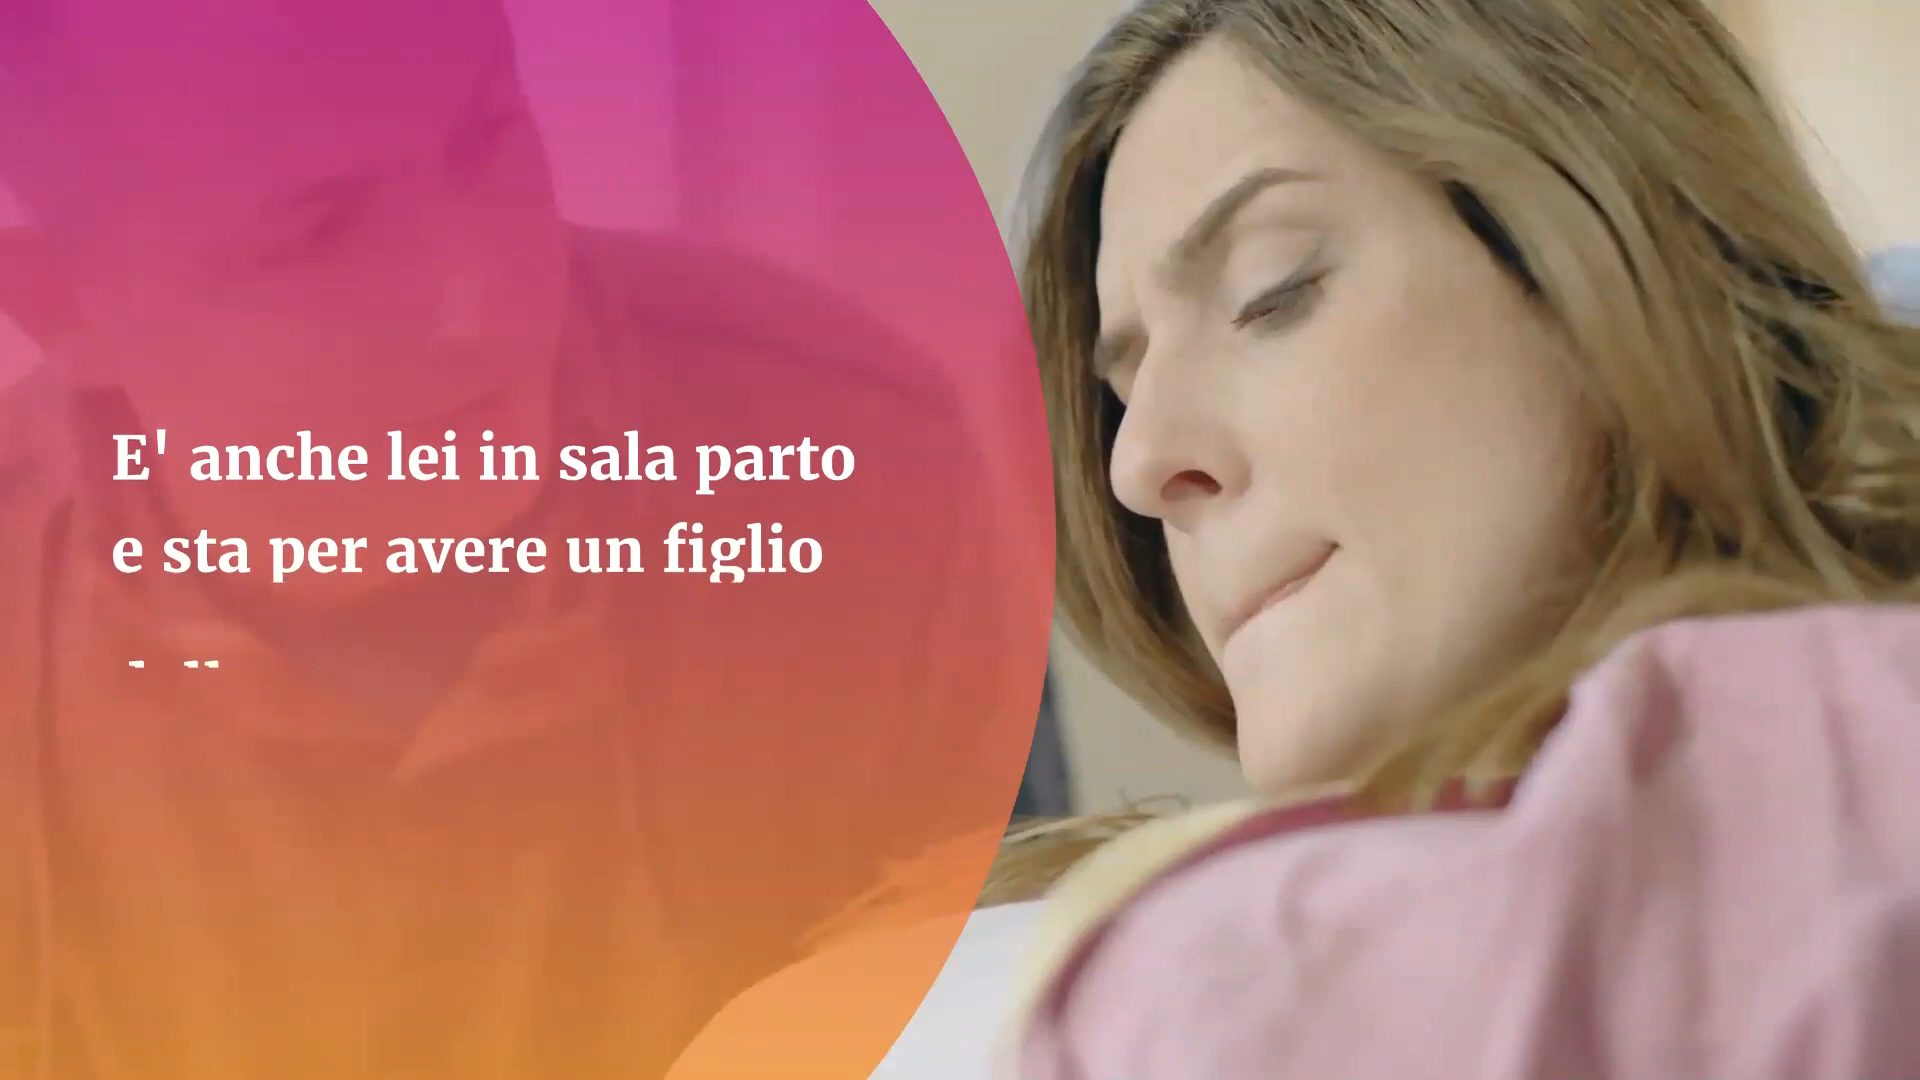 E' anche lei in sala parto
e sta per avere un figlio